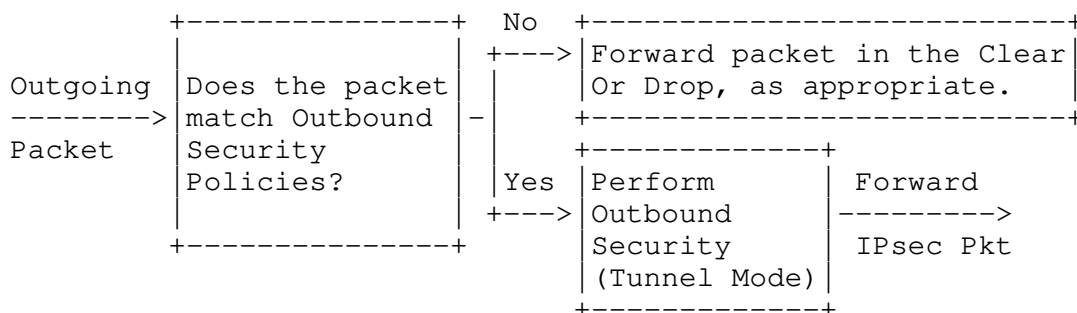 No
Forward packet in the Clear
Outgoing Does the packet Or Drop, as appropriate.
match Outbound
Packet Security
Policies? Yes Perform Forward
Outbound
Security IPsec Pkt
(Tunnel Mode)